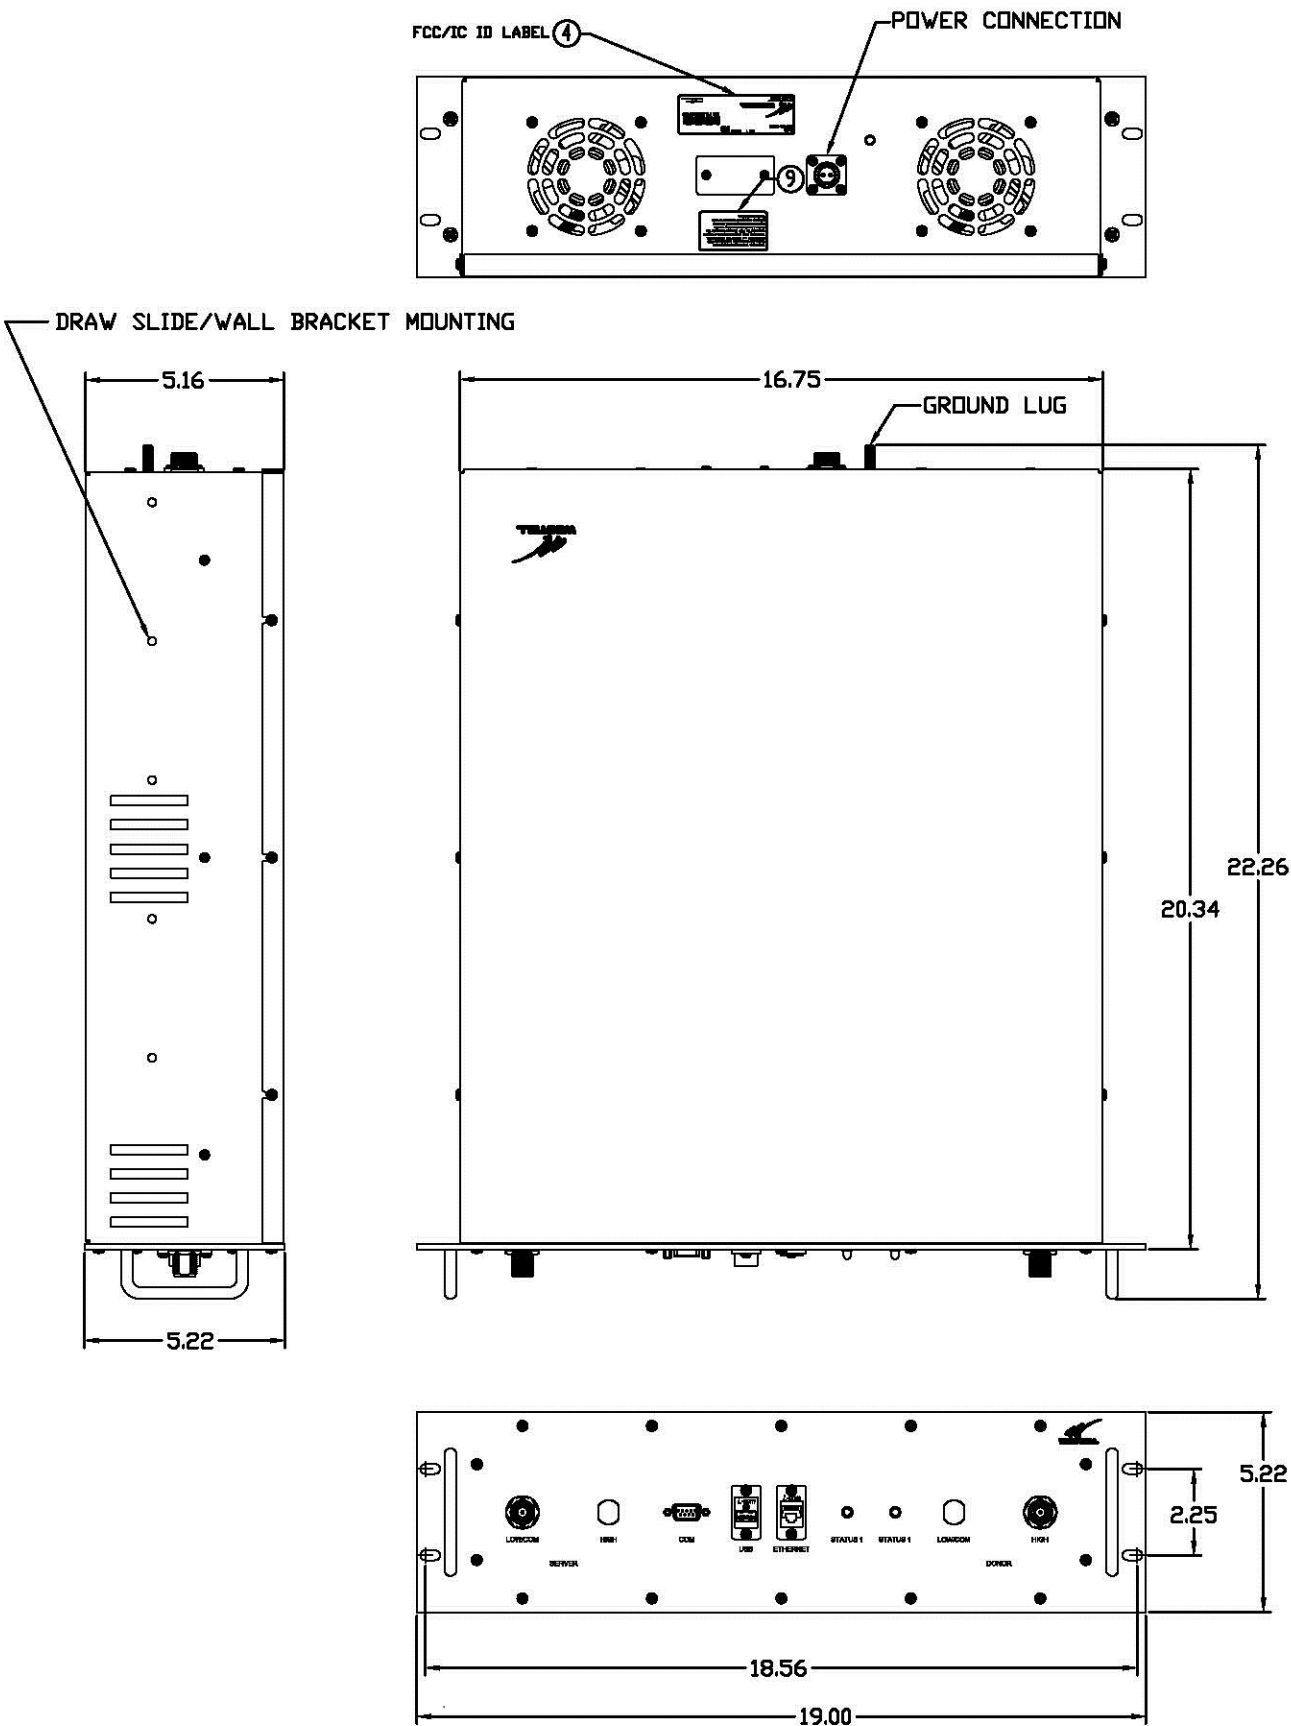 FCC/IC ID LABEL 4
POWER CONNECTION
9
DRAW SLIDE/WALL BRACKET MOUNTING
5.16
16.75
GROUND LUG
22.26
20.34
5.22
5.22
2.25
LOW/COM
HIGH
COM
USB
ETHERNET
STATUS 1
STATUS 1
LOW/COM
HIGH
SERVER
DONOR
18.56
19.00